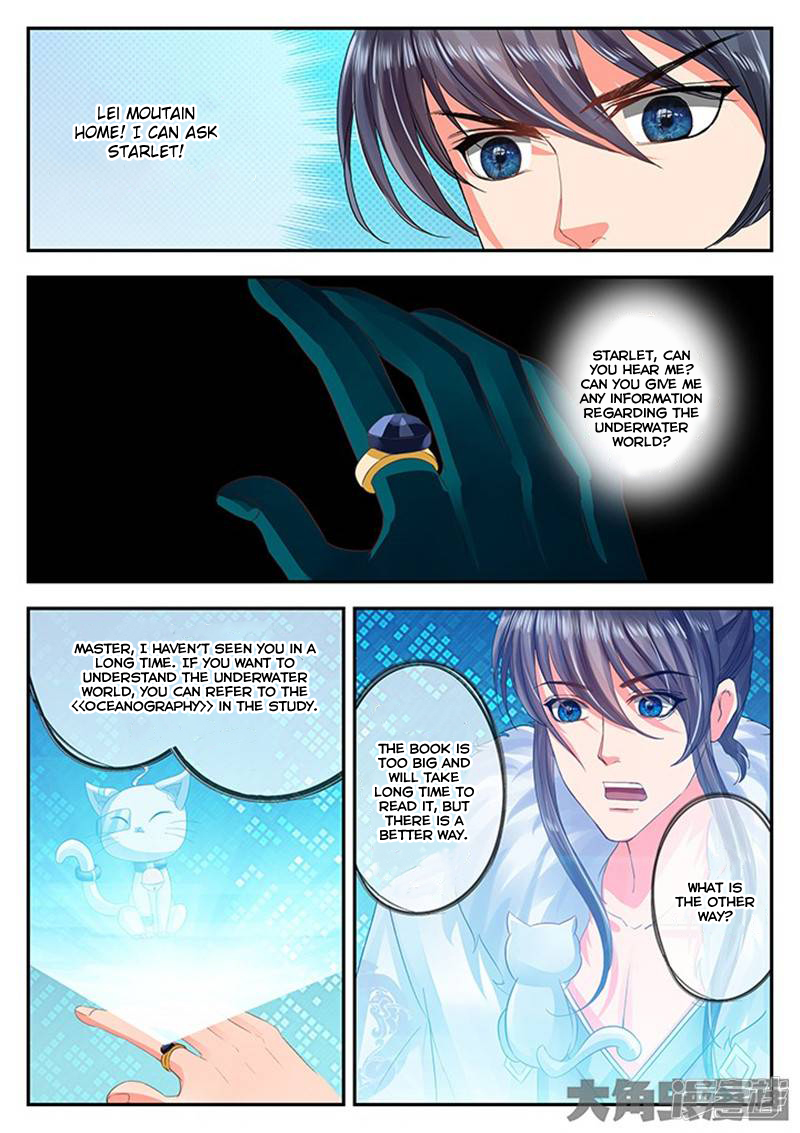 LEI MOUTAIN
HOME! I CAN ASK
STARLET!
STARLET, CAN
YOU HEAR ME?
CAN YOU GIVE ME
ANY INFORMATION
REGARDING THE
UNDERWATER
WORLD?
MASTER, I HAVEN'T SEEN YOU IN A
LONG TIME. IF YOU WANT TO
UNDERSTAND THE UNDERWATER
WORLD, YOU CAN REFER TO THE
<<OCEANOGRAPHY>> IN THE STUDY.
THE BOOK IS
TOO BIG AND
WILL TAKE
LONG TIME TO
READ IT, BUT
THERE IS A
BETTER WAY.
WHAT IS
THE OTHER
WAY?
大角虫漫画